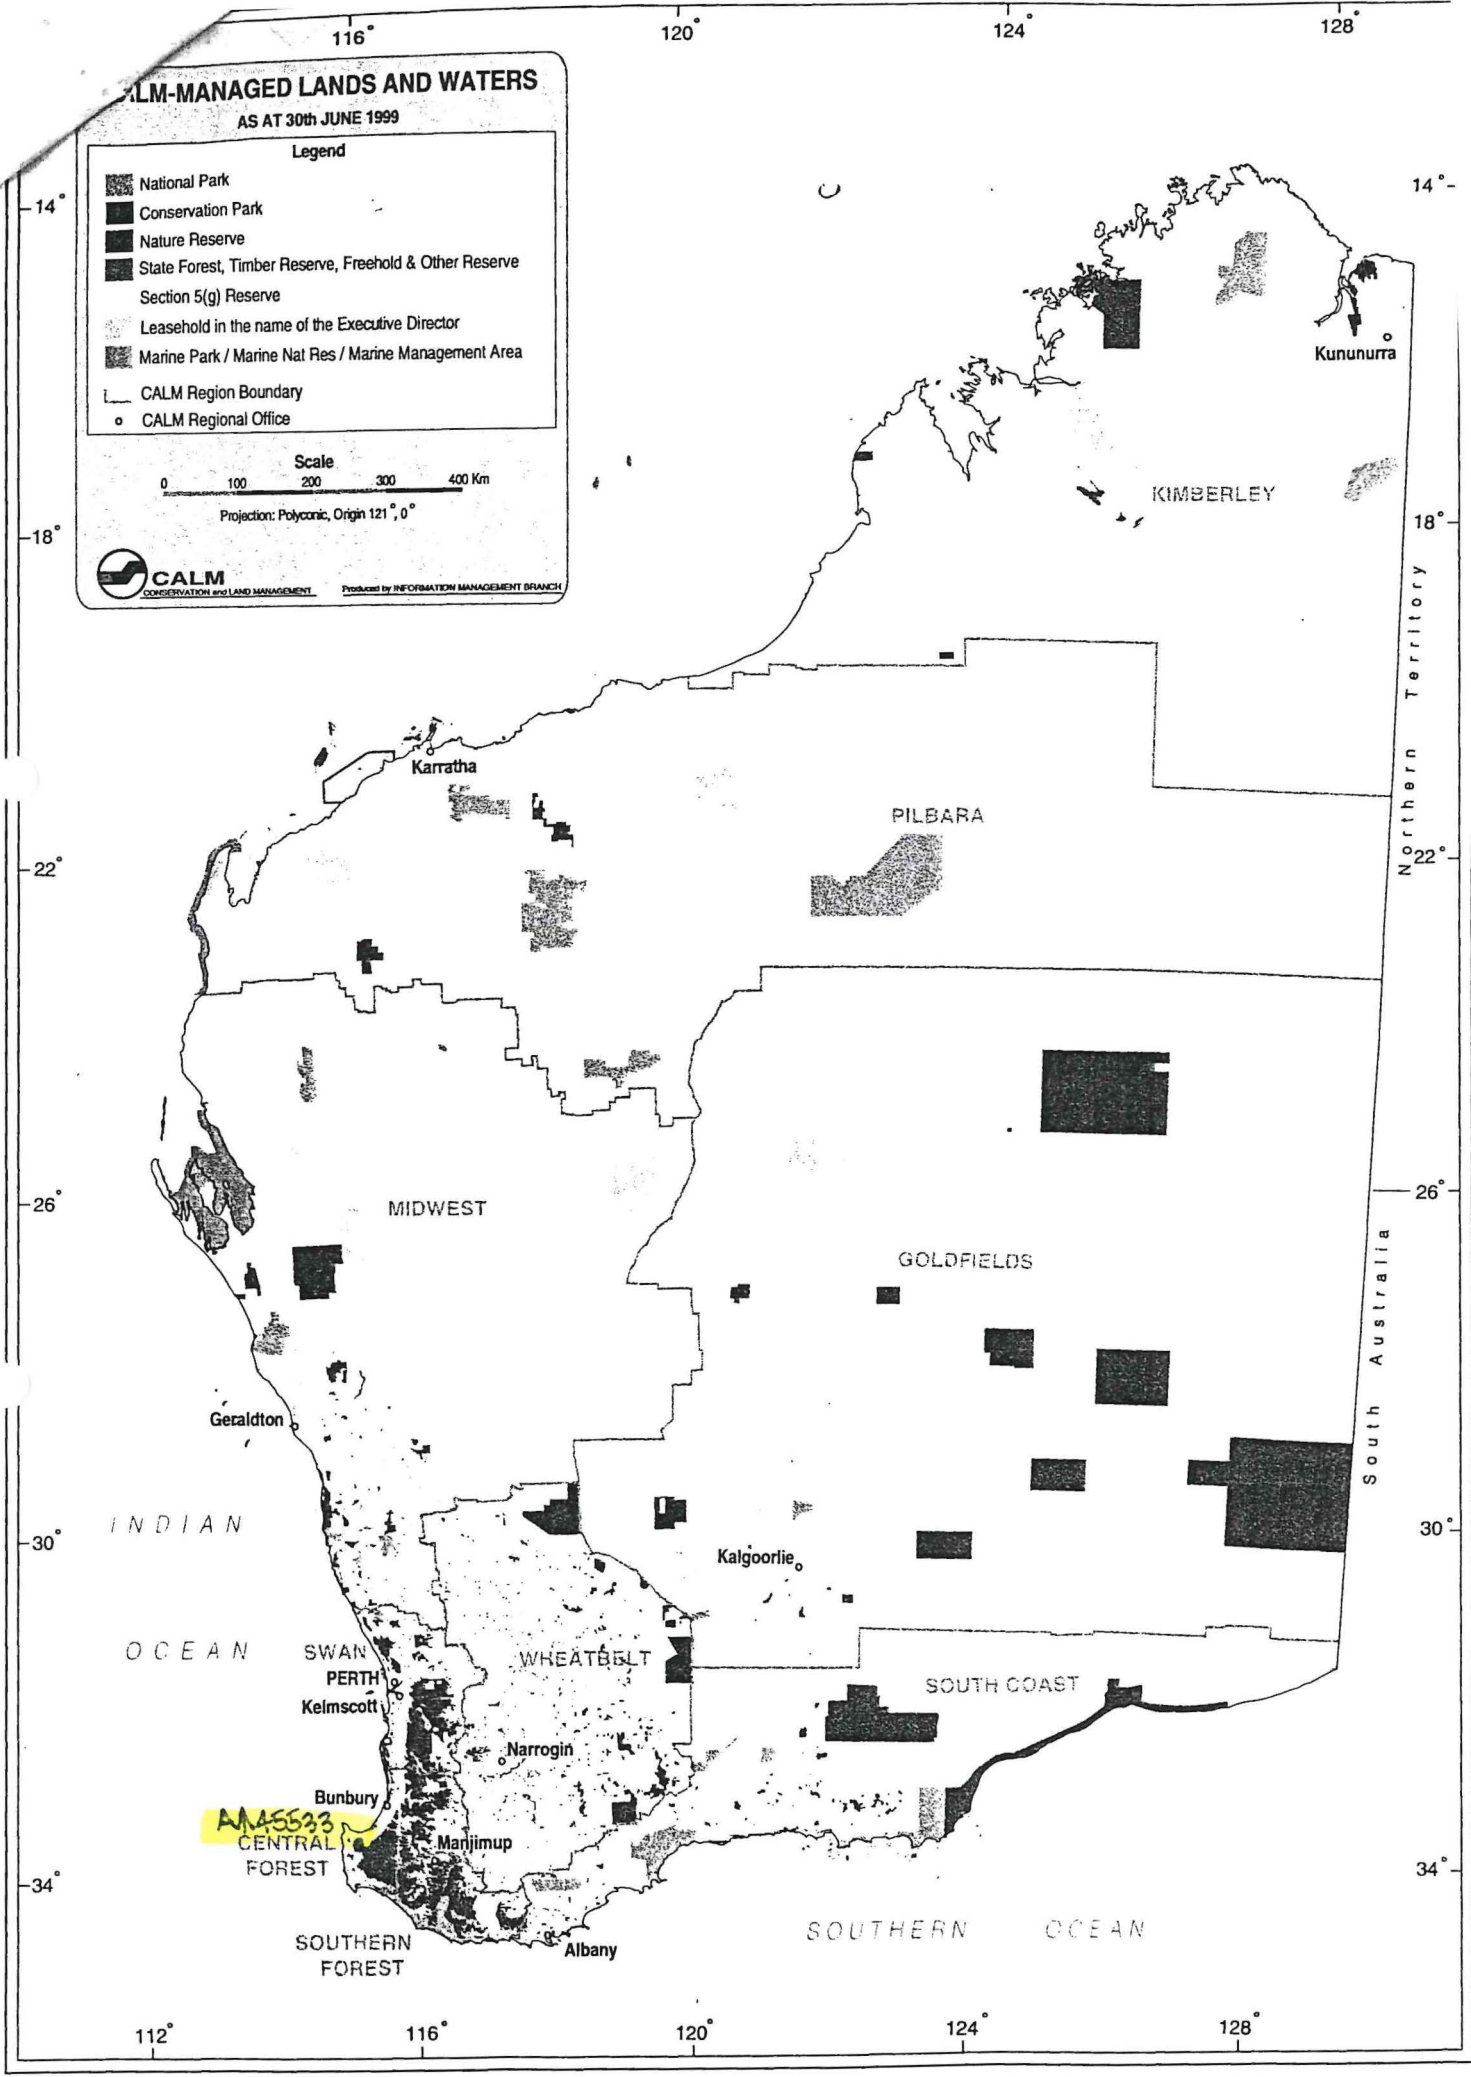 116° 120° 124° 128°
ALM-MANAGED LANDS AND WATERS
AS AT 30th JUNE 1999
Legend
National Park
Conservation Park
Nature Reserve
State Forest, Timber Reserve, Freehold & Other Reserve
Section 5(g) Reserve
Leasehold in the name of the Executive Director
Marine Park / Marine Nat Res / Marine Management Area
CALM Region Boundary
CALM Regional Office
Scale
0 100 200 300 400 Km
Projection: Polyconic, Origin 121°, 0°
CALM
CONSERVATION and LAND MANAGEMENT
Produced by INFORMATION MANAGEMENT BRANCH
14° 14°
Kununurra
KIMBERLEY
18° 18°
Northern Territory
Karratha
PILBARA
22° 22°
MIDWEST
26° 26°
GOLDFIELDS
South Australia
Geraldton
INDIAN
30° 30°
Kalgoorlie
OCEAN
SWAN
WHEATBELT
PERTH
SOUTH COAST
Kelmscott
Narrogin
Bunbury
CENTRAL
FOREST
Manjimup
34° 34°
SOUTHERN OCEAN
SOUTHERN
FOREST
Albany
112° 116° 120° 124° 128°